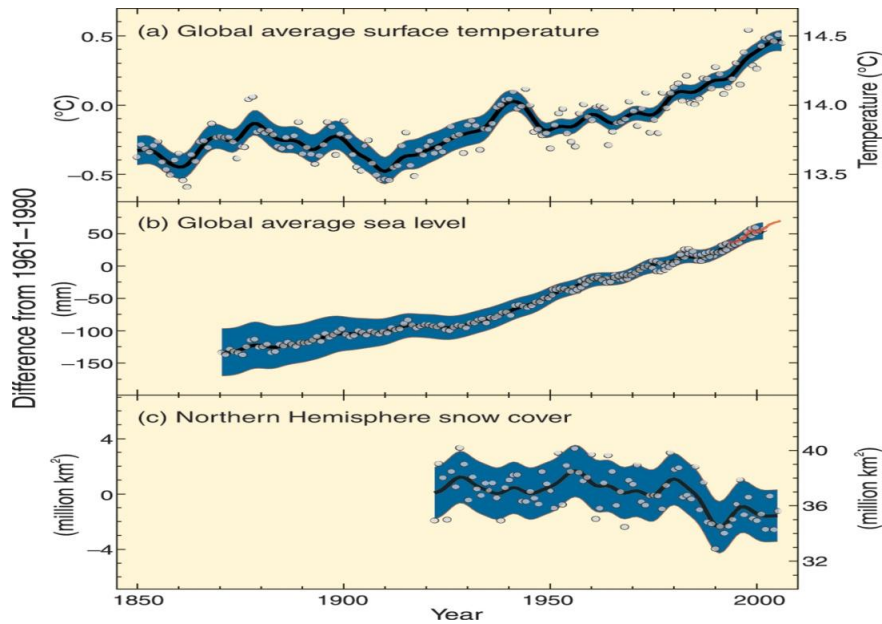 (a) Global average surface temperature
0.5
0.0
−0.5
(°C)
14.5
14.0
13.5
Temperature (°C)
Difference from 1961–1990
(b) Global average sea level
50
0
−50
−100
−150
(mm)
(c) Northern Hemisphere snow cover
4
0
−4
(million km²)
40
36
32
(million km²)
1850
1900
1950
2000
Year